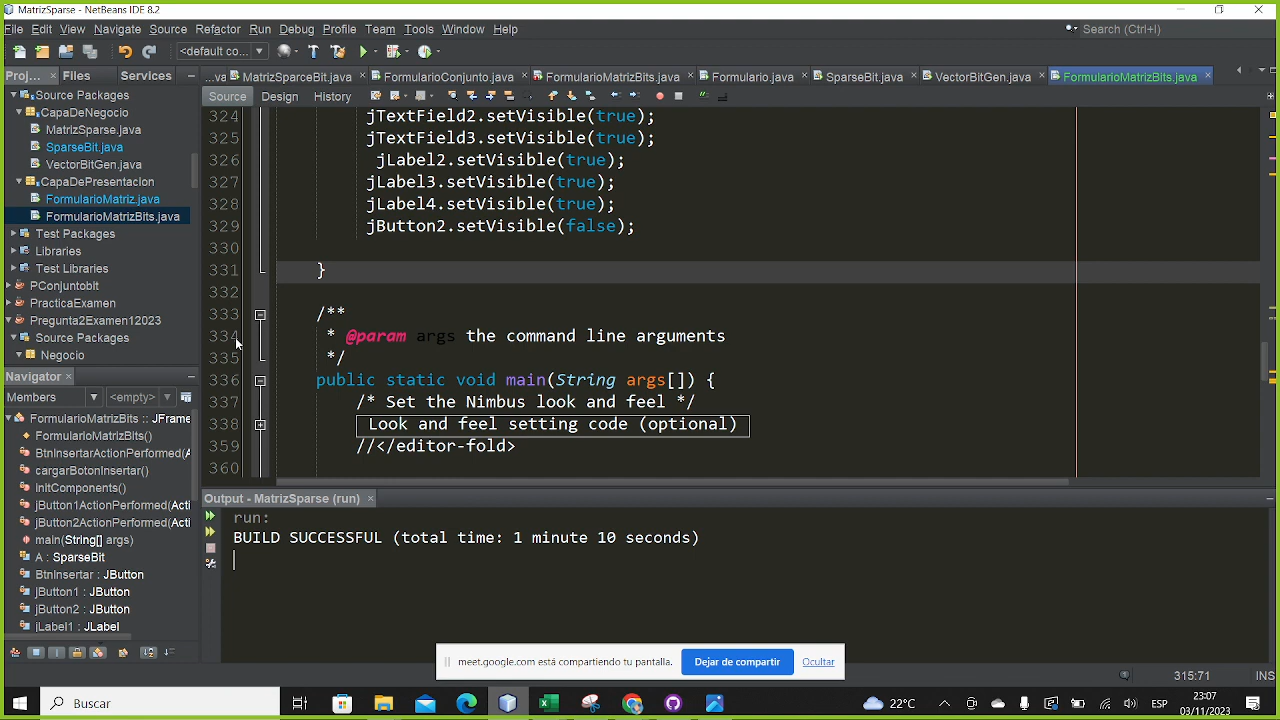 MatrizSparse - NetBeans IDE 8.2
File Edit View Navigate Source Refactor Run Debug Profile Team Tools Window Help
Search (Ctrl+I)
<default co...
Proj... Files Services
...va MatrizSparceBit.java FormularioConjunto.java FormularioMatrizBits.java Formulario.java SparseBit.java VectorBitGen.java FormularioMatrizBits.java
Source Design History
Source Packages
CapaDeNegocio
MatrizSparse.java
SparseBit.java
VectorBitGen.java
CapaDePresentacion
FormularioMatriz.java
FormularioMatrizBits.java
Test Packages
Libraries
Test Libraries
PConjuntobit
PracticaExamen
Pregunta2Examen12023
Source Packages
Negocio
324 jTextField2.setVisible(true);
325 jTextField3.setVisible(true);
326 jLabel2.setVisible(true);
327 jLabel3.setVisible(true);
328 jLabel4.setVisible(true);
329 jButton2.setVisible(false);
330
331 }
332
333 /**
334 * @param args the command line arguments
335 */
336 public static void main(String args[]) {
337 /* Set the Nimbus look and feel */
338 Look and feel setting code (optional)
359 //</editor-fold>
360
Navigator
Members <empty>
FormularioMatrizBits :: JFrame
FormularioMatrizBits()
BtnInsertarActionPerformed(A
cargarBotonInsertar()
initComponents()
jButton1ActionPerformed(Acti
jButton2ActionPerformed(Acti
main(String[] args)
A : SparseBit
BtnInsertar : JButton
jButton1 : JButton
jButton2 : JButton
jLabel1 : JLabel
Output - MatrizSparse (run)
run:
BUILD SUCCESSFUL (total time: 1 minute 10 seconds)
meet.google.com está compartiendo tu pantalla. Dejar de compartir Ocultar
315:71 INS
Buscar
22°C
ESP
23:07
03/11/2023